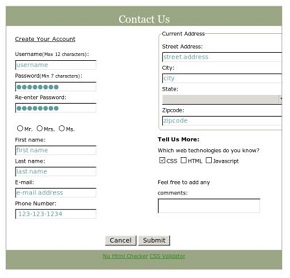 Contact Us
Create Your Account
Username(Max 12 characters):
username
Password(Min 7 characters):
Re-enter Password:
Mr. Mrs. Ms.
First name:
first name
Last name:
last name
E-mail:
e-mail address
Phone Number:
123-123-1234
Current Address
Street Address:
street address
City:
city
State:
Zipcode:
zipcode
Tell Us More:
Which web technologies do you know?
CSS HTML Javascript
Feel free to add any
comments:
Cancel Submit
CSS Validator